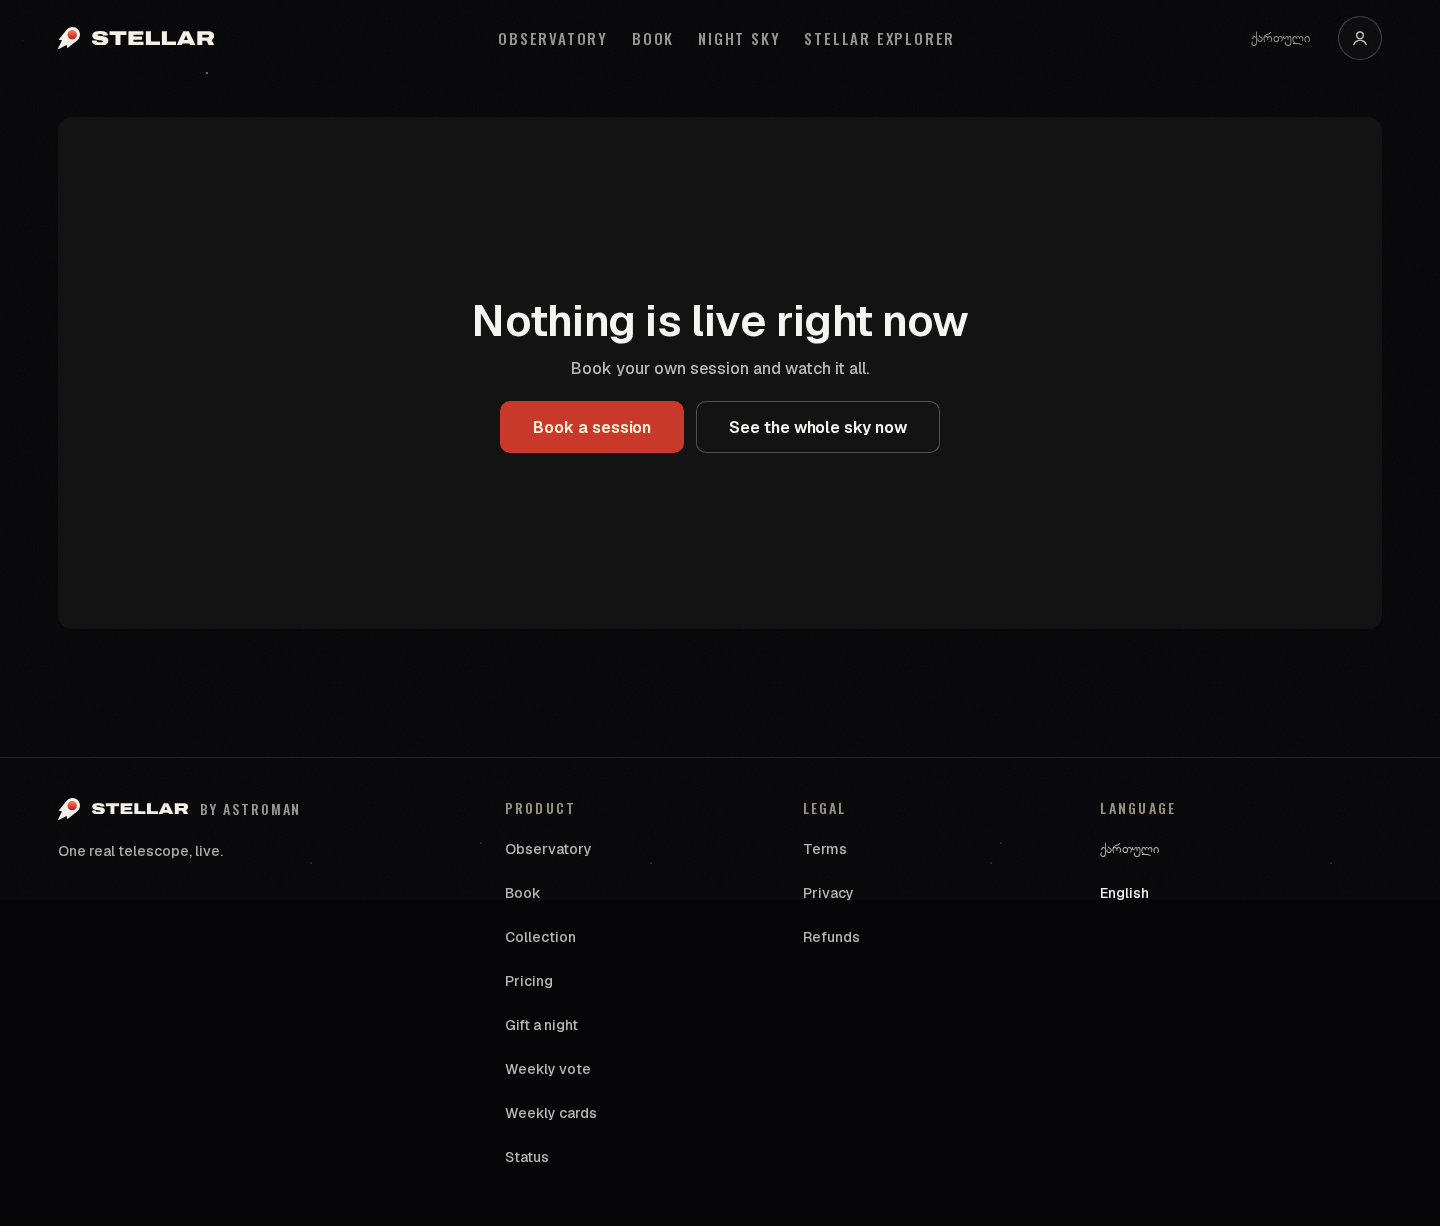 STELLAR
OBSERVATORY BOOK NIGHT SKY STELLAR EXPLORER
ქართული
Nothing is live right now
Book your own session and watch it all.
Book a session
See the whole sky now
STELLAR BY ASTROMAN
One real telescope, live.
PRODUCT
Observatory
Book
Collection
Pricing
Gift a night
Weekly vote
Weekly cards
Status
LEGAL
Terms
Privacy
Refunds
LANGUAGE
ქართული
English